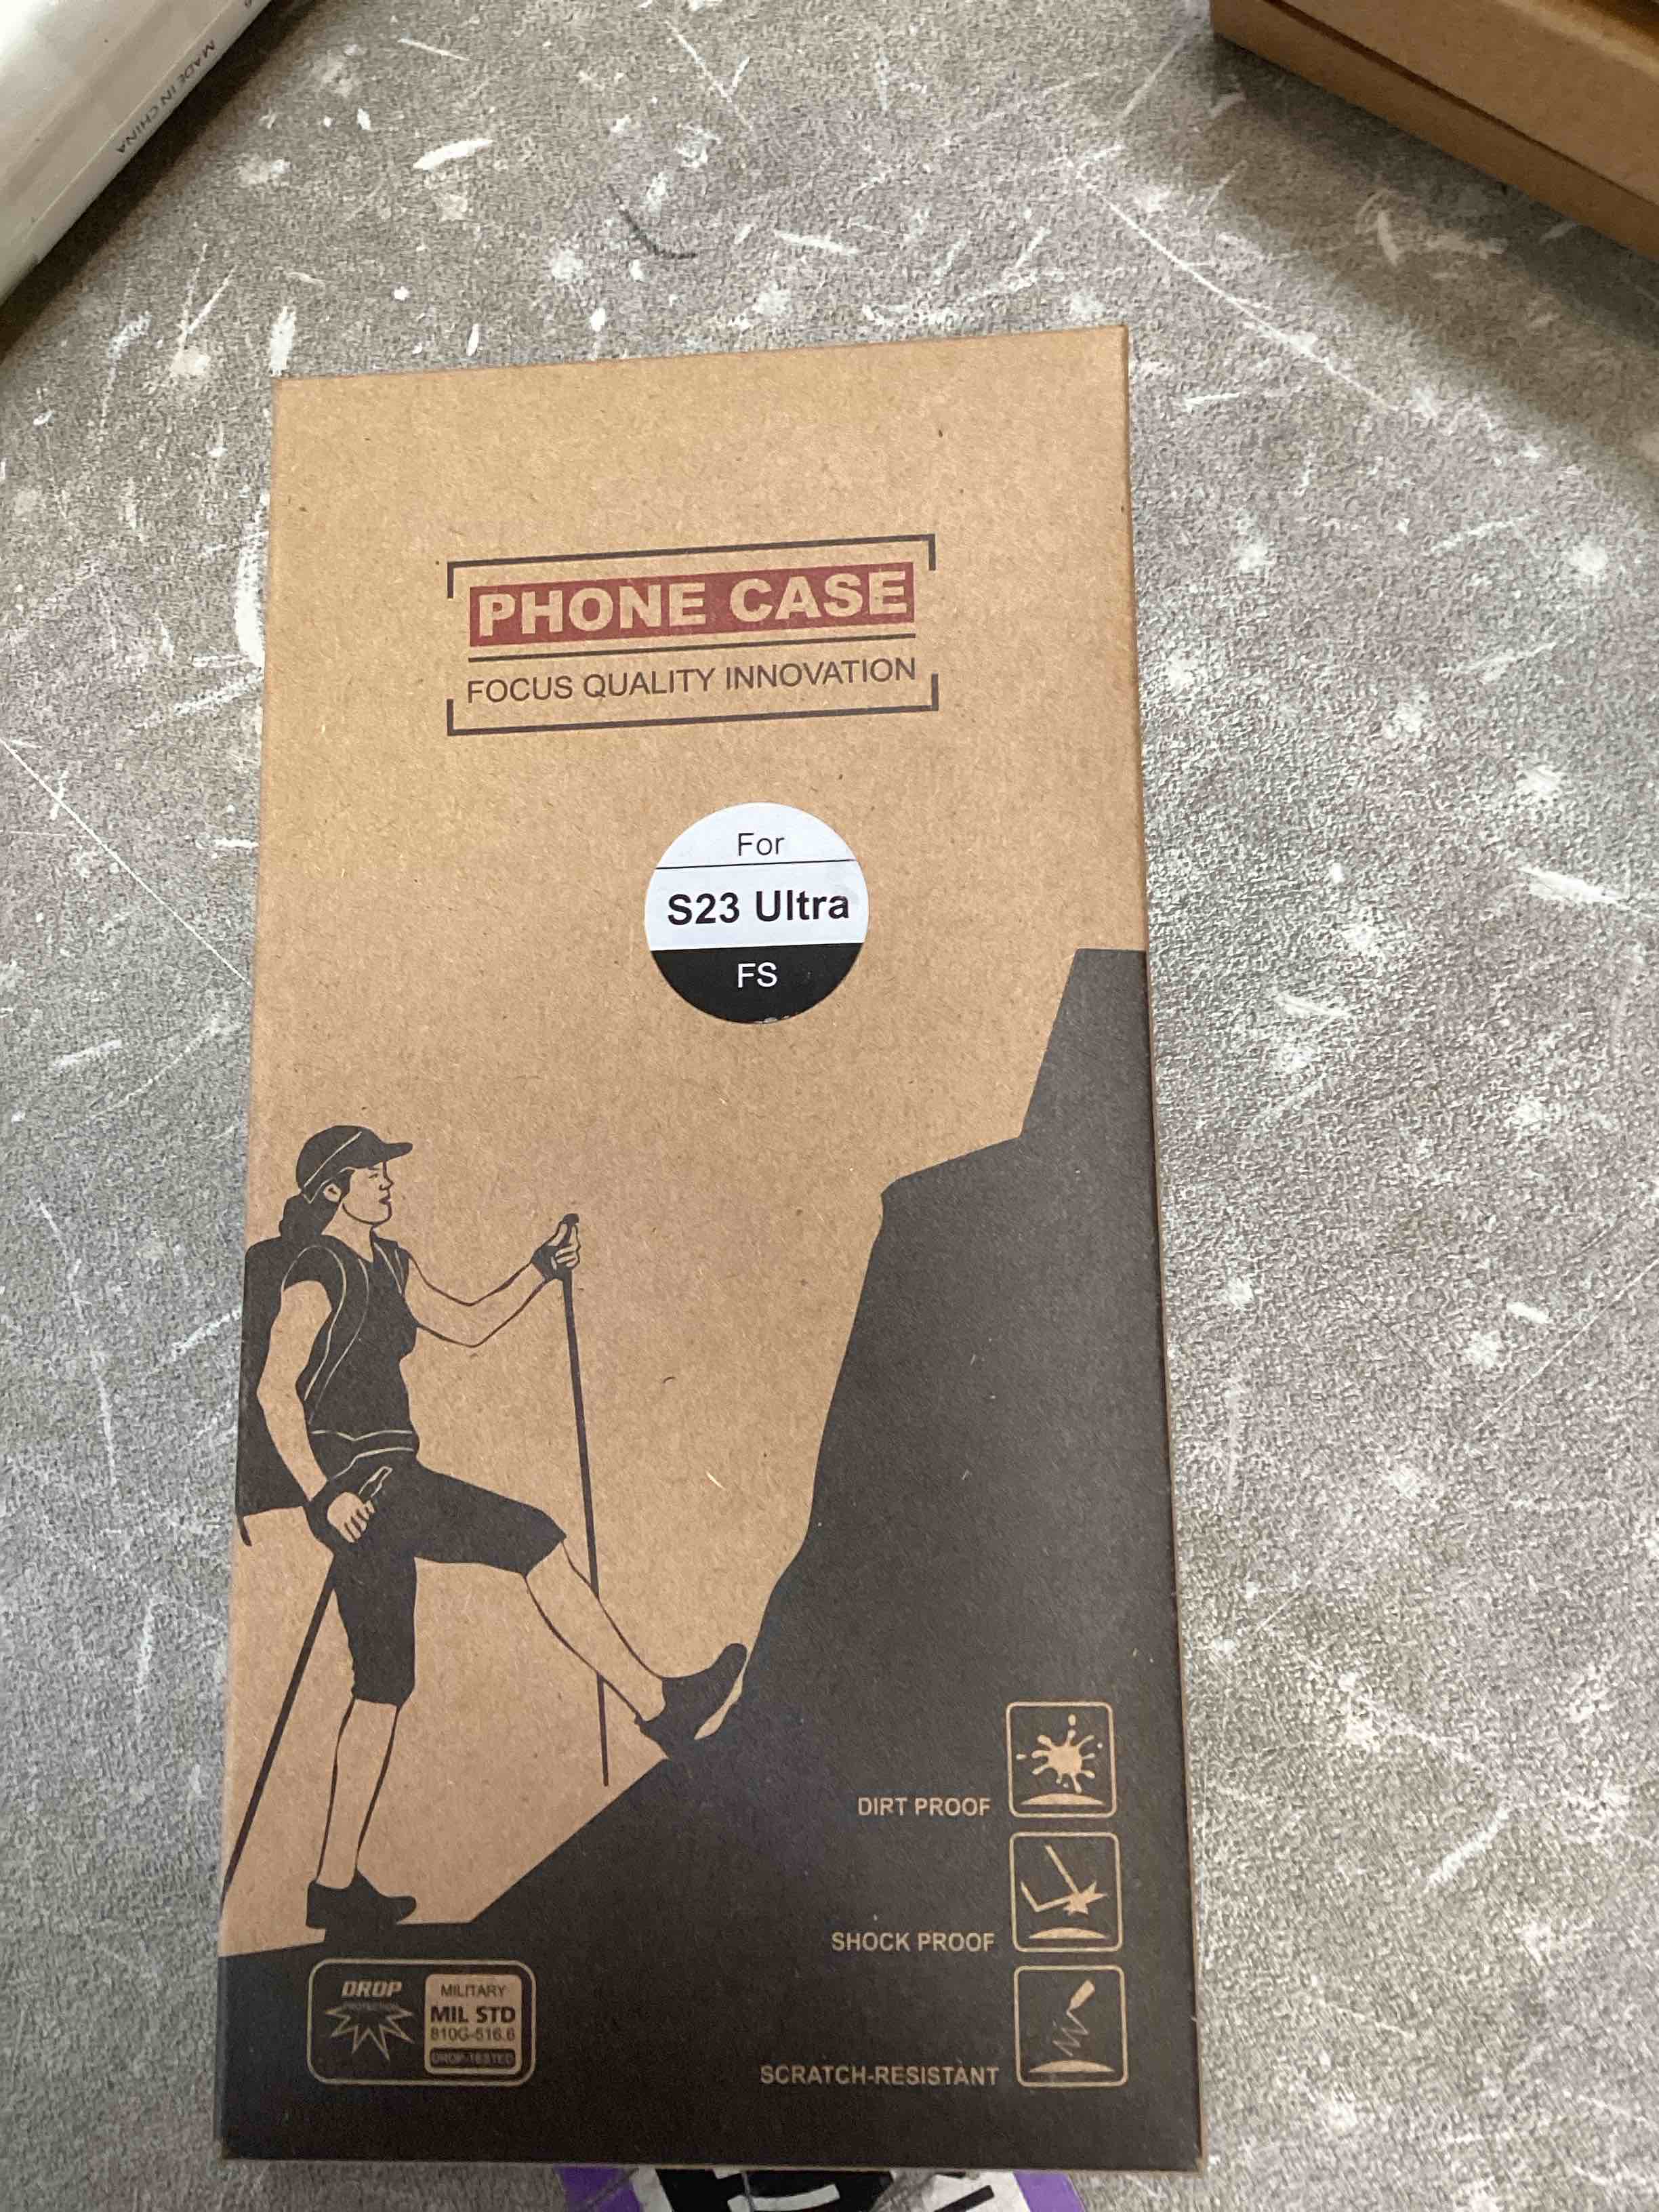 MADE IN CHINA
PHONE CASE
FOCUS QUALITY INNOVATION
For
S23 Ultra
FS
DIRT PROOF
SHOCK PROOF
SCRATCH-RESISTANT
DROP
PROTECTION
MILITARY
MIL STD
810G-516.6
DROP-TESTED